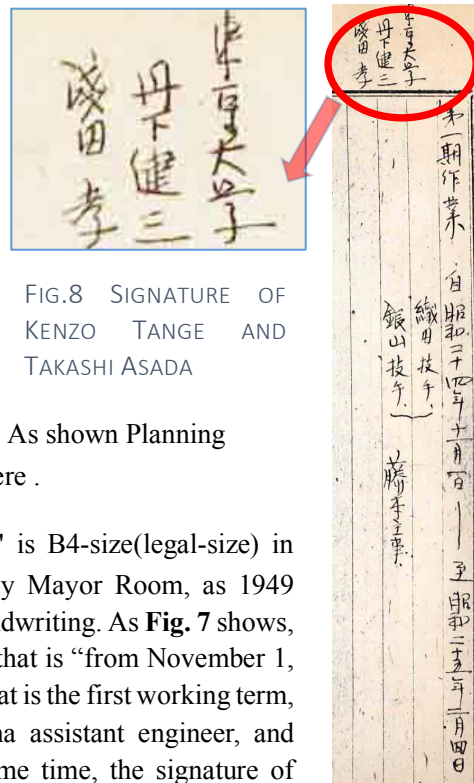 東京大学
丹下健三
浅田 孝
FIG.8 SIGNATURE OF
KENZO TANGE AND
TAKASHI ASADA
As shown Planning
ere .
" is B4-size(legal-size) in
y Mayor Room, as 1949
dwriting. As Fig. 7 shows,
that is “from November 1,
at is the first working term,
na assistant engineer, and
me time, the signature of
東京大学
丹下健三
浅田 孝
第一期作業 自昭和二十四年十一月一日 —— 至昭和二十五年二月四日
織田技手
山技手 藤本主事